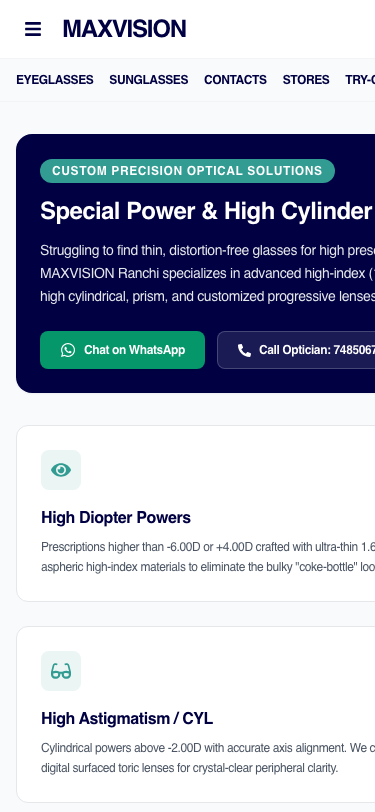 MAXVISION
EYEGLASSES SUNGLASSES CONTACTS STORES TRY-
CUSTOM PRECISION OPTICAL SOLUTIONS
Special Power & High Cylinder
Struggling to find thin, distortion-free glasses for high
MAXVISION Ranchi specializes in advanced high-index (
high cylindrical, prism, and customized progressive lenses
Chat on WhatsApp
Call Optician: 7485067
High Diopter Powers
Prescriptions higher than -6.00D or +4.00D crafted with ultra-thin 1.6
aspheric high-index materials to eliminate the bulky "coke-bottle"
High Astigmatism / CYL
Cylindrical powers above -2.00D with accurate axis alignment. We
digital surfaced toric lenses for crystal-clear peripheral clarity.